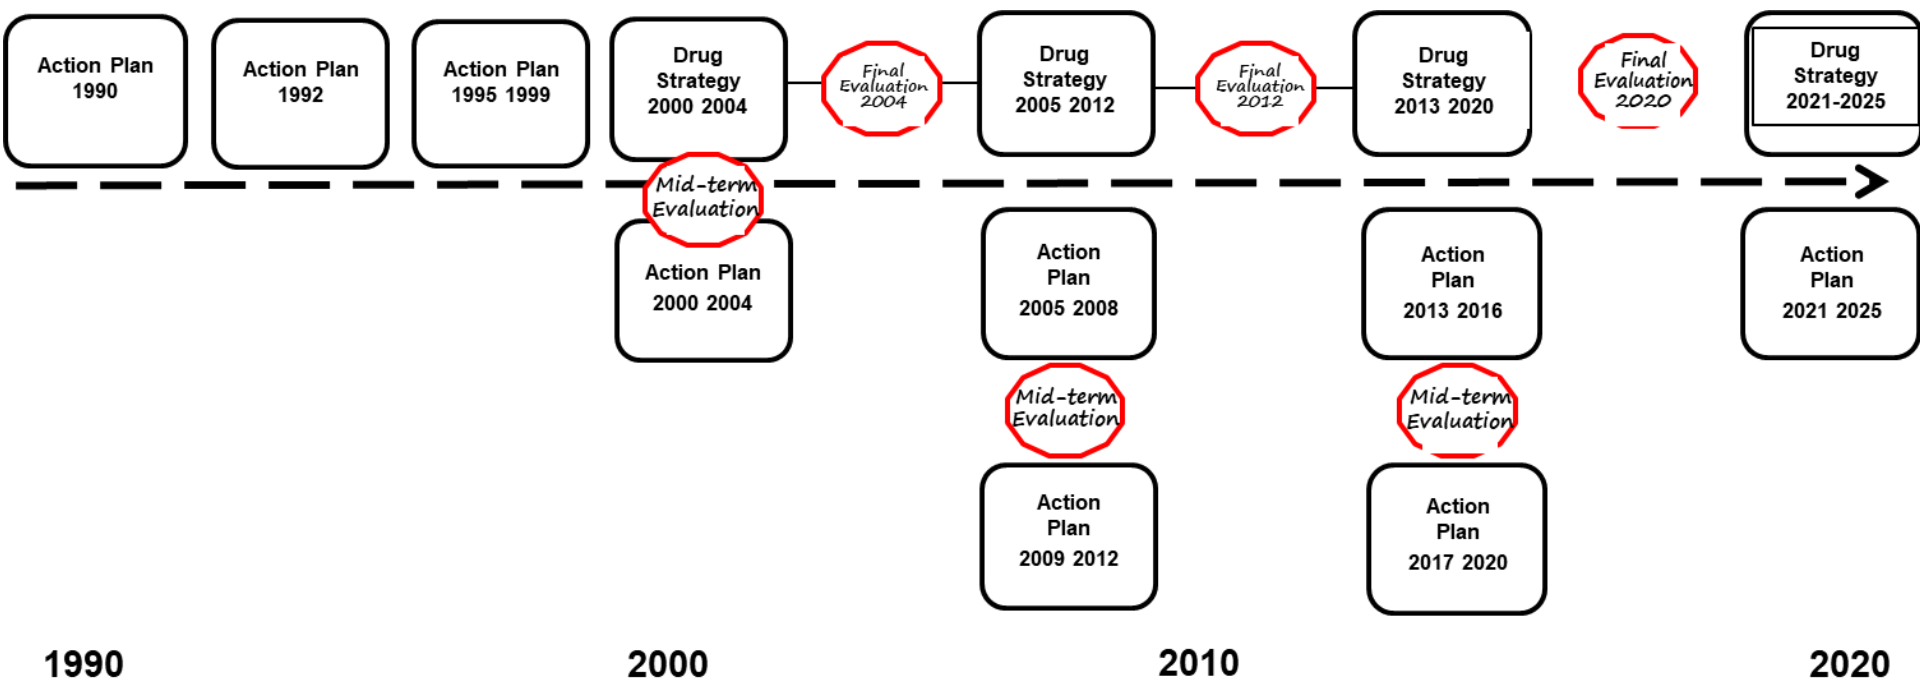 Action Plan
1990
Action Plan
1992
Action Plan
1995 1999
Drug
Strategy
2000 2004
Final
Evaluation
2004
Drug
Strategy
2005 2012
Final
Evaluation
2012
Drug
Strategy
2013 2020
Final
Evaluation
2020
Drug
Strategy
2021-2025
Mid-term
Evaluation
Action Plan
2000 2004
Action
Plan
2005 2008
Action
Plan
2013 2016
Action
Plan
2021 2025
Mid-term
Evaluation
Mid-term
Evaluation
Action
Plan
2009 2012
Action
Plan
2017 2020
1990
2000
2010
2020